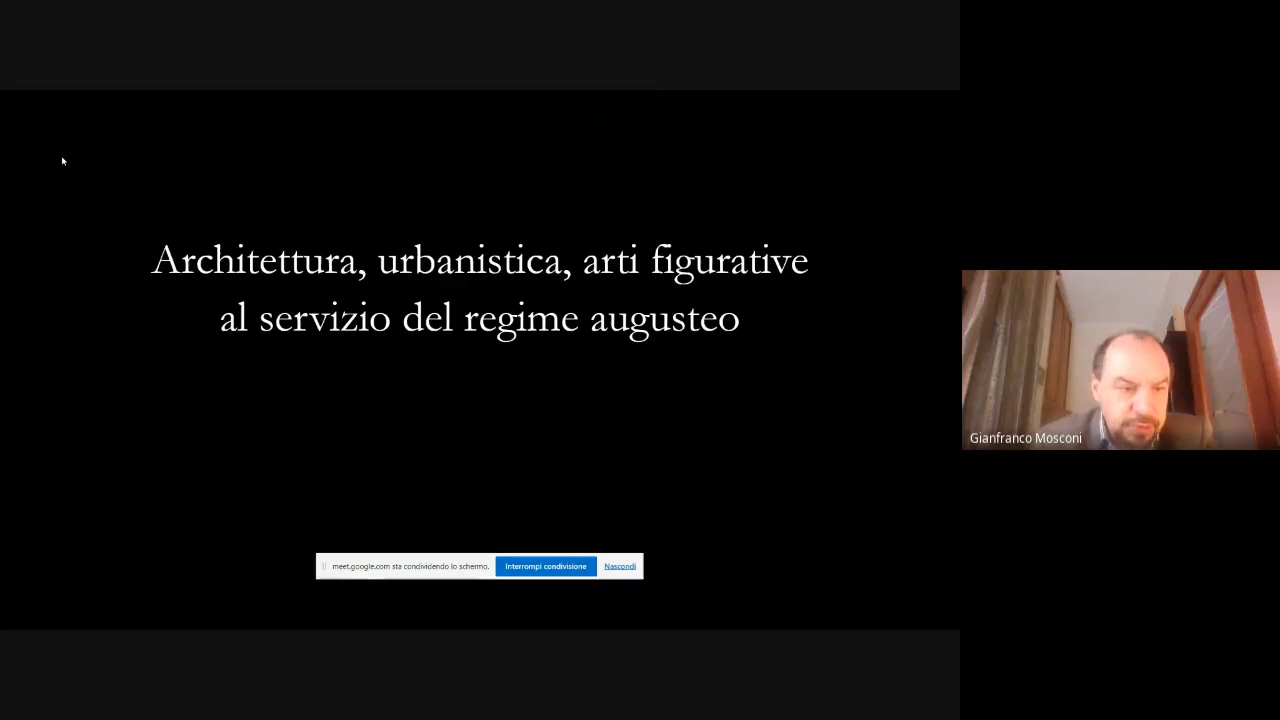 Architettura, urbanistica, arti figurative
al servizio del regime augusteo
Gianfranco Mosconi
meet.google.com sta condividendo lo schermo. Interrompi condivisione Nascondi